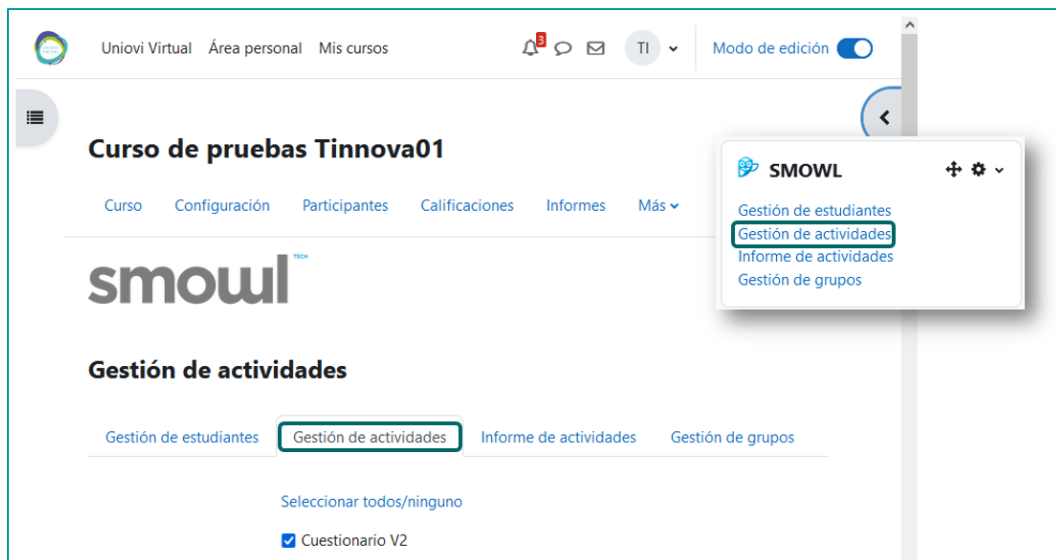 Uniovi Virtual Área personal Mis cursos 3 TI Modo de edición
Curso de pruebas Tinnova01
Curso Configuración Participantes Calificaciones Informes Más
SMOWL
Gestión de estudiantes
Gestión de actividades
Informe de actividades
Gestión de grupos
smowl TECH
Gestión de actividades
Gestión de estudiantes Gestión de actividades Informe de actividades Gestión de grupos
Seleccionar todos/ninguno
Cuestionario V2